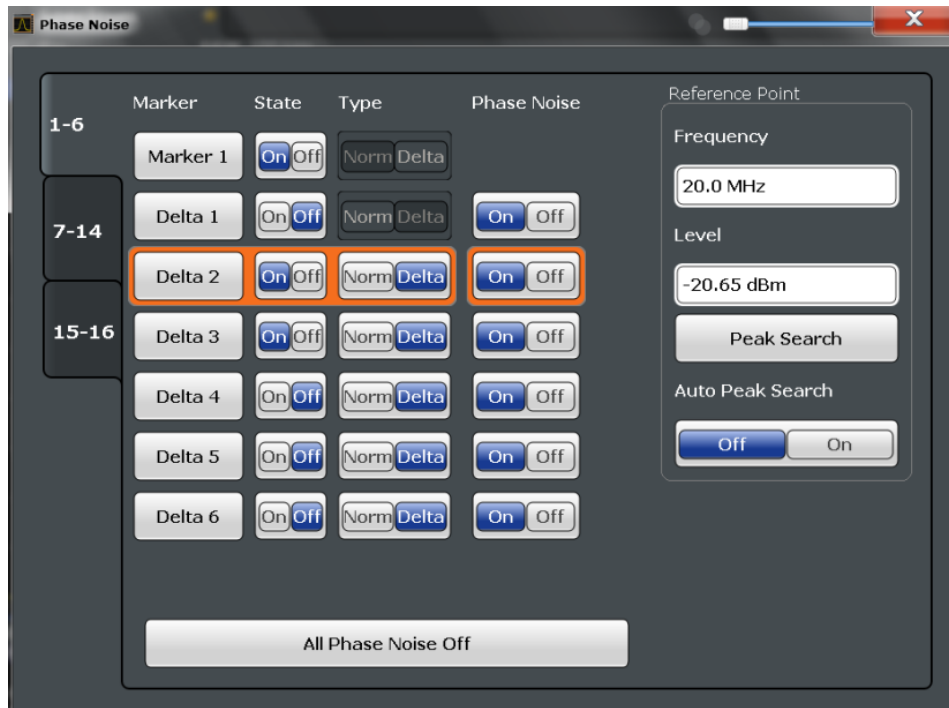 Phase Noise
X
1-6
7-14
15-16
Marker State Type Phase Noise
Marker 1 On Off Norm Delta
Delta 1 On Off Norm Delta On Off
Delta 2 On Off Norm Delta On Off
Delta 3 On Off Norm Delta On Off
Delta 4 On Off Norm Delta On Off
Delta 5 On Off Norm Delta On Off
Delta 6 On Off Norm Delta On Off
All Phase Noise Off
Reference Point
Frequency
20.0 MHz
Level
-20.65 dBm
Peak Search
Auto Peak Search
Off On